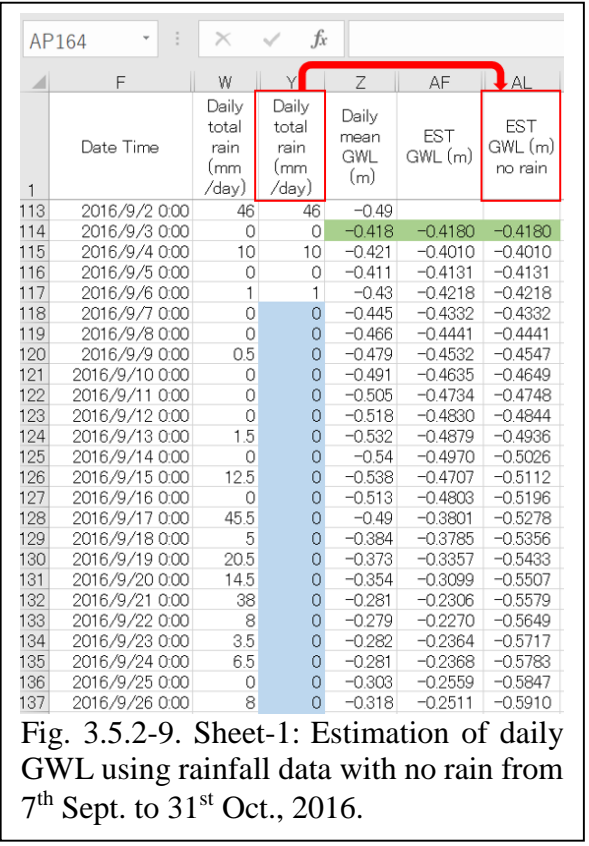 AP164 fx
F W Y Z AF AL
1 Date Time Daily total rain (mm /day) Daily total rain (mm /day) Daily mean GWL (m) EST GWL (m) EST GWL (m) no rain
113 2016/9/2 0:00 46 46 -0.49
114 2016/9/3 0:00 0 0 -0.418 -0.4180 -0.4180
115 2016/9/4 0:00 10 10 -0.421 -0.4010 -0.4010
116 2016/9/5 0:00 0 0 -0.411 -0.4131 -0.4131
117 2016/9/6 0:00 1 1 -0.43 -0.4218 -0.4218
118 2016/9/7 0:00 0 0 -0.445 -0.4332 -0.4332
119 2016/9/8 0:00 0 0 -0.466 -0.4441 -0.4441
120 2016/9/9 0:00 0.5 0 -0.479 -0.4532 -0.4547
121 2016/9/10 0:00 0 0 -0.491 -0.4635 -0.4649
122 2016/9/11 0:00 0 0 -0.505 -0.4734 -0.4748
123 2016/9/12 0:00 0 0 -0.518 -0.4830 -0.4844
124 2016/9/13 0:00 1.5 0 -0.532 -0.4879 -0.4936
125 2016/9/14 0:00 0 0 -0.54 -0.4970 -0.5026
126 2016/9/15 0:00 12.5 0 -0.538 -0.4707 -0.5112
127 2016/9/16 0:00 0 0 -0.513 -0.4803 -0.5196
128 2016/9/17 0:00 45.5 0 -0.49 -0.3801 -0.5278
129 2016/9/18 0:00 5 0 -0.384 -0.3785 -0.5356
130 2016/9/19 0:00 20.5 0 -0.373 -0.3357 -0.5433
131 2016/9/20 0:00 14.5 0 -0.354 -0.3099 -0.5507
132 2016/9/21 0:00 38 0 -0.281 -0.2306 -0.5579
133 2016/9/22 0:00 8 0 -0.279 -0.2270 -0.5649
134 2016/9/23 0:00 3.5 0 -0.282 -0.2364 -0.5717
135 2016/9/24 0:00 6.5 0 -0.281 -0.2368 -0.5783
136 2016/9/25 0:00 0 0 -0.303 -0.2559 -0.5847
137 2016/9/26 0:00 8 0 -0.318 -0.2511 -0.5910
Fig. 3.5.2-9. Sheet-1: Estimation of daily
GWL using rainfall data with no rain from
7th Sept. to 31st Oct., 2016.